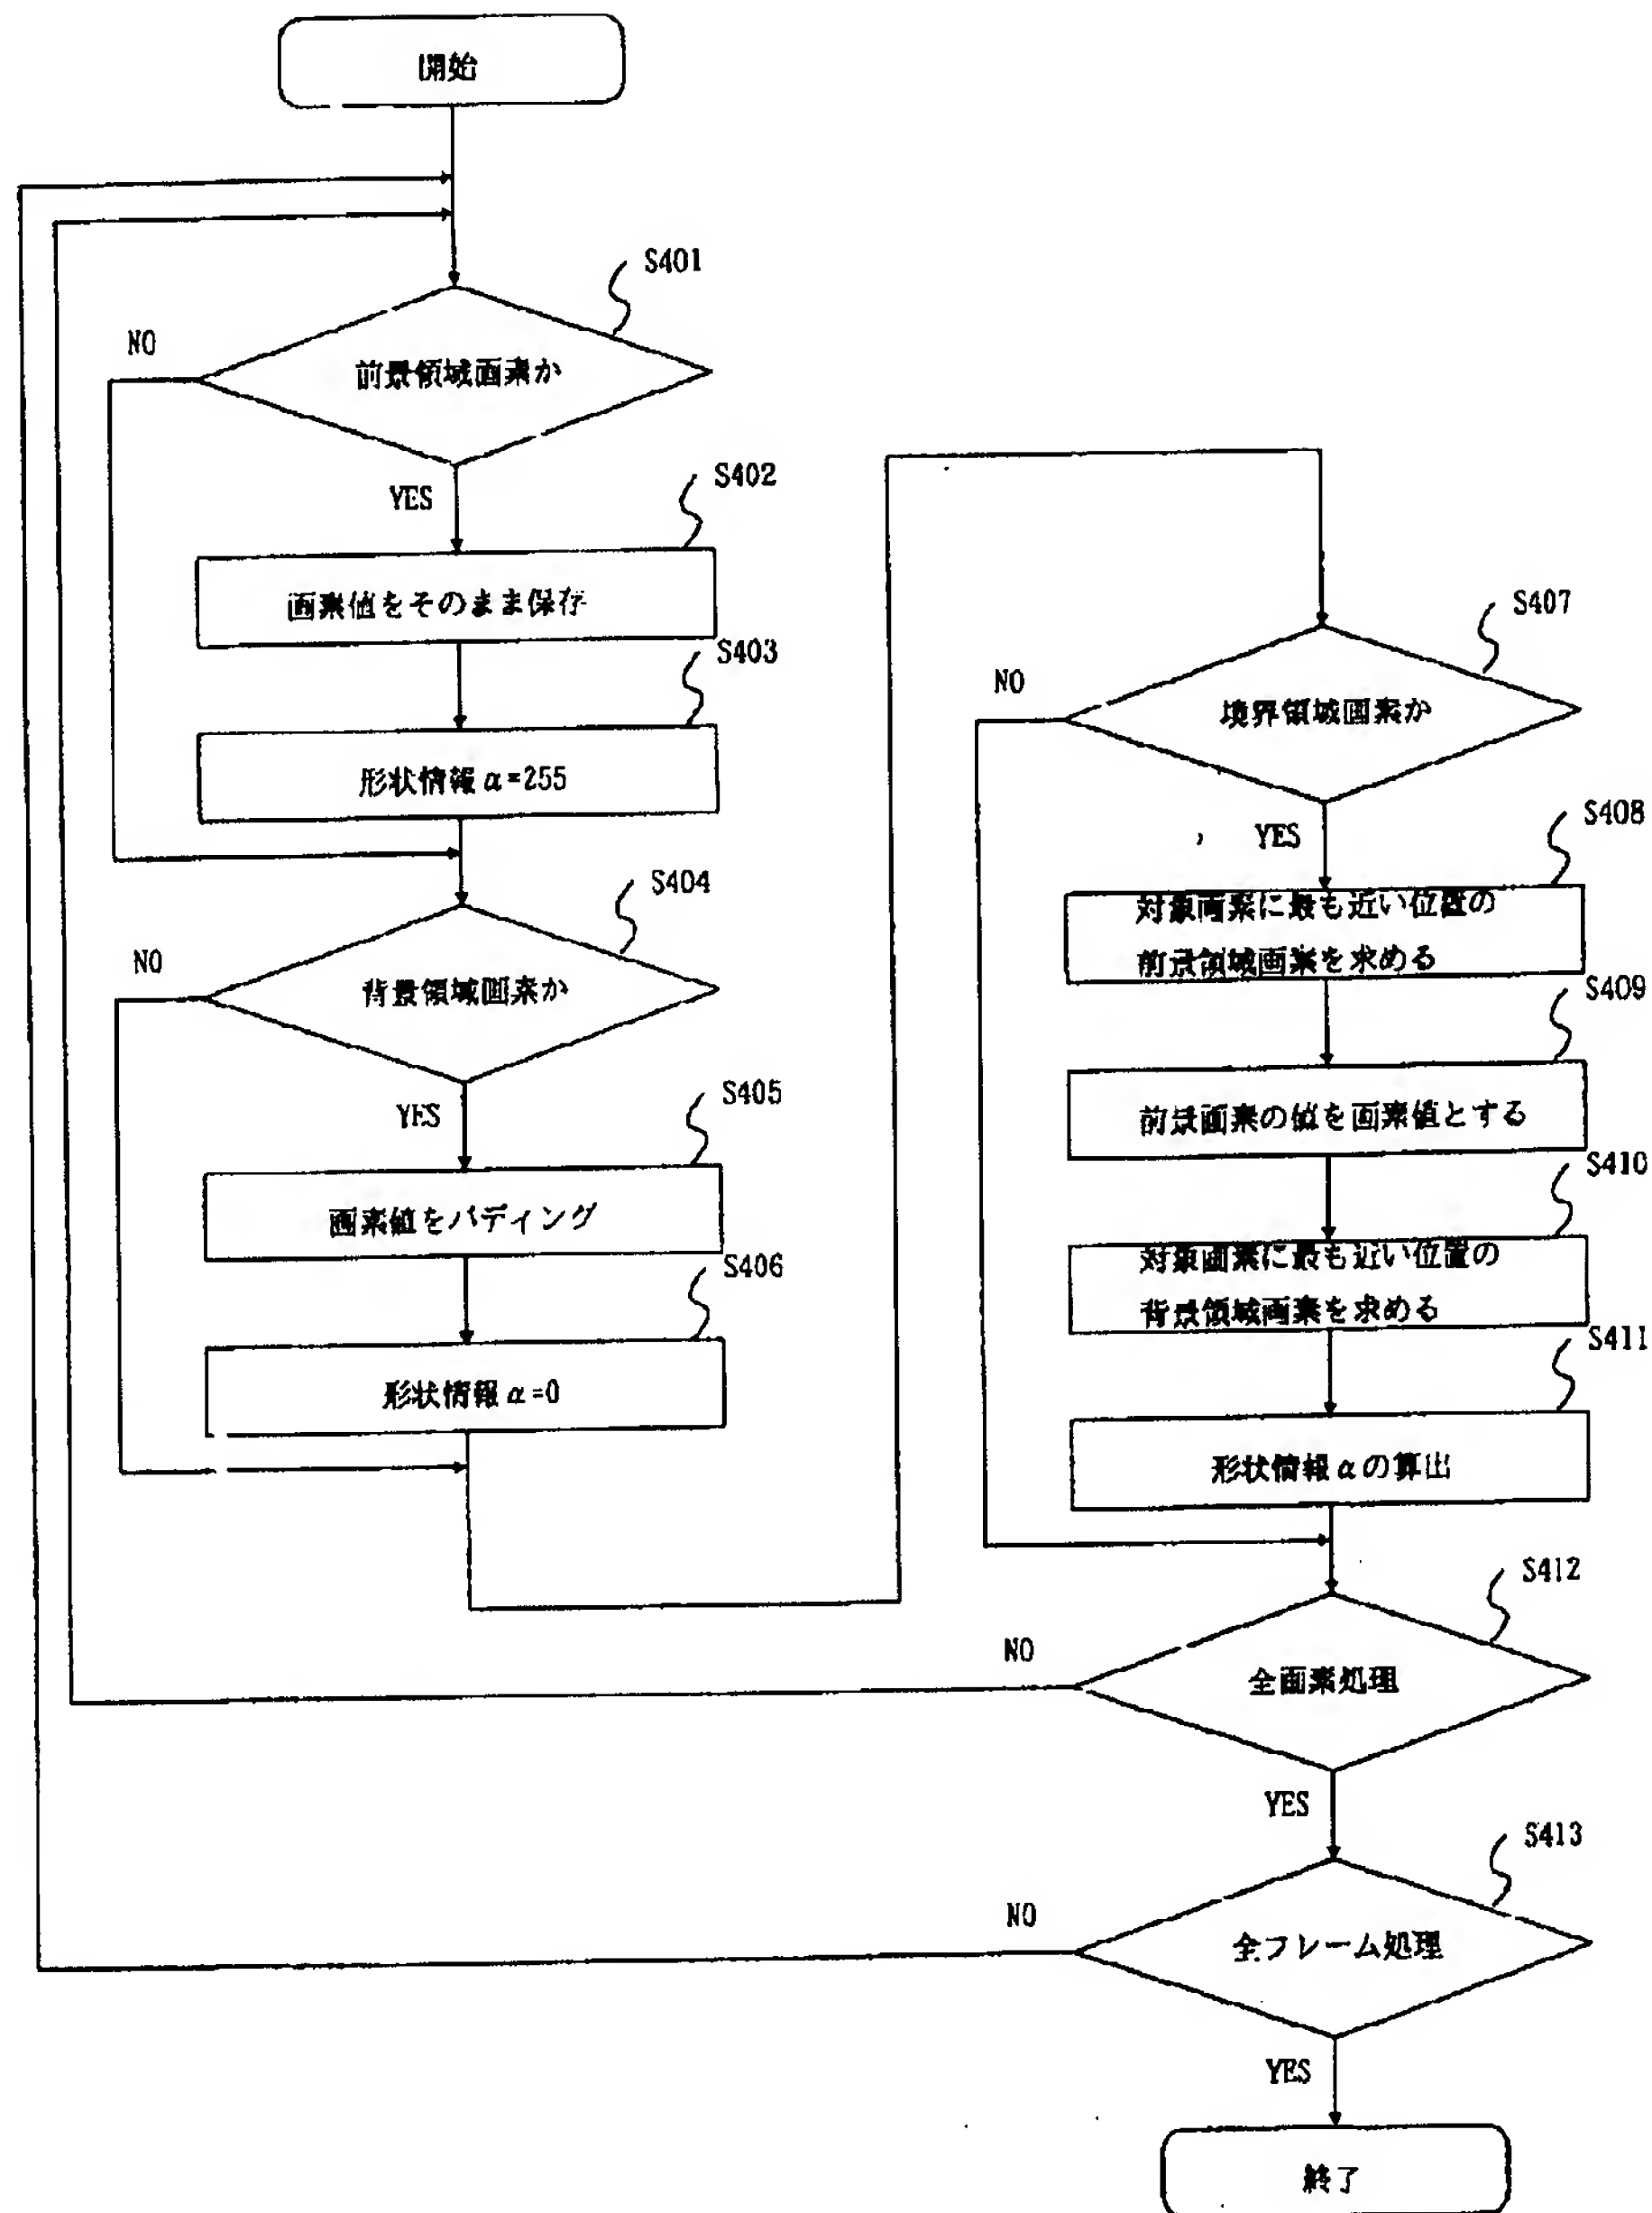 開始
S401
NO
前景領域画素か
YES
S402
画素値をそのまま保存
S403
形状情報α=255
S404
NO
背景領域画素か
YES
S405
画素値をパディング
S406
形状情報α=0
S407
NO
境界領域画素か
YES
S408
対象画素に最も近い位置の
前景領域画素を求める
S409
前景画素の値を画素値とする
S410
対象画素に最も近い位置の
背景領域画素を求める
S411
形状情報αの算出
S412
NO
全画素処理
YES
S413
NO
全フレーム処理
YES
終了